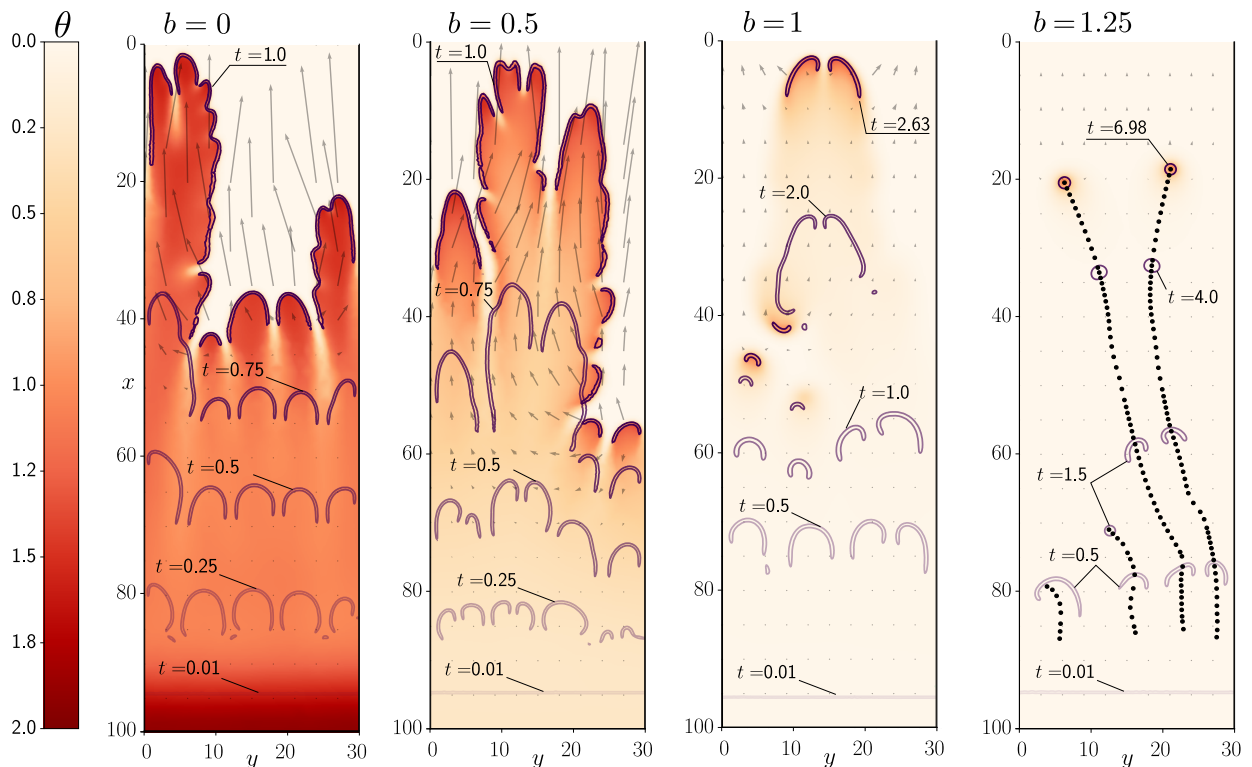 θ
b = 0
b = 0.5
b = 1
b = 1.25
0.0
0.2
0.5
0.8
1.0
1.2
1.5
1.8
2.0
0
20
40
x
60
80
100
0 10 20 30
y
t=1.0
t=0.75
t=0.5
t=0.25
t=0.01
0
20
40
60
80
100
0 10 20 30
y
t=1.0
t=0.75
t=0.5
t=0.25
t=0.01
0
20
40
60
80
100
0 10 20 30
y
t=2.63
t=2.0
t=1.0
t=0.5
t=0.01
0
20
40
60
80
100
0 10 20 30
y
t=6.98
t=4.0
t=1.5
t=0.5
t=0.01